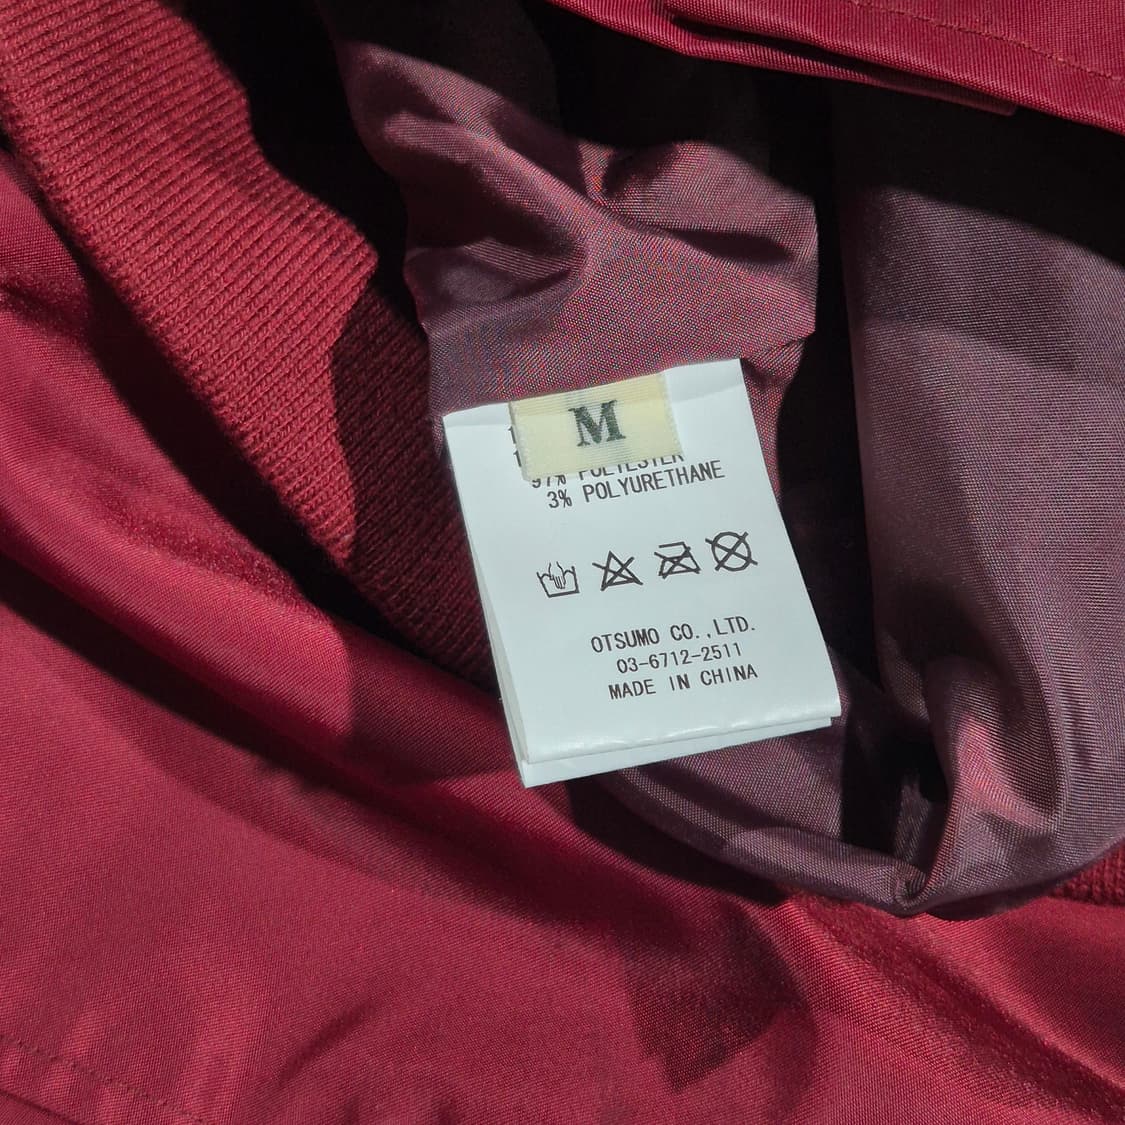 M
97% POLYESTER
3% POLYURETHANE
OTSUMO CO.,LTD.
03-6712-2511
MADE IN CHINA